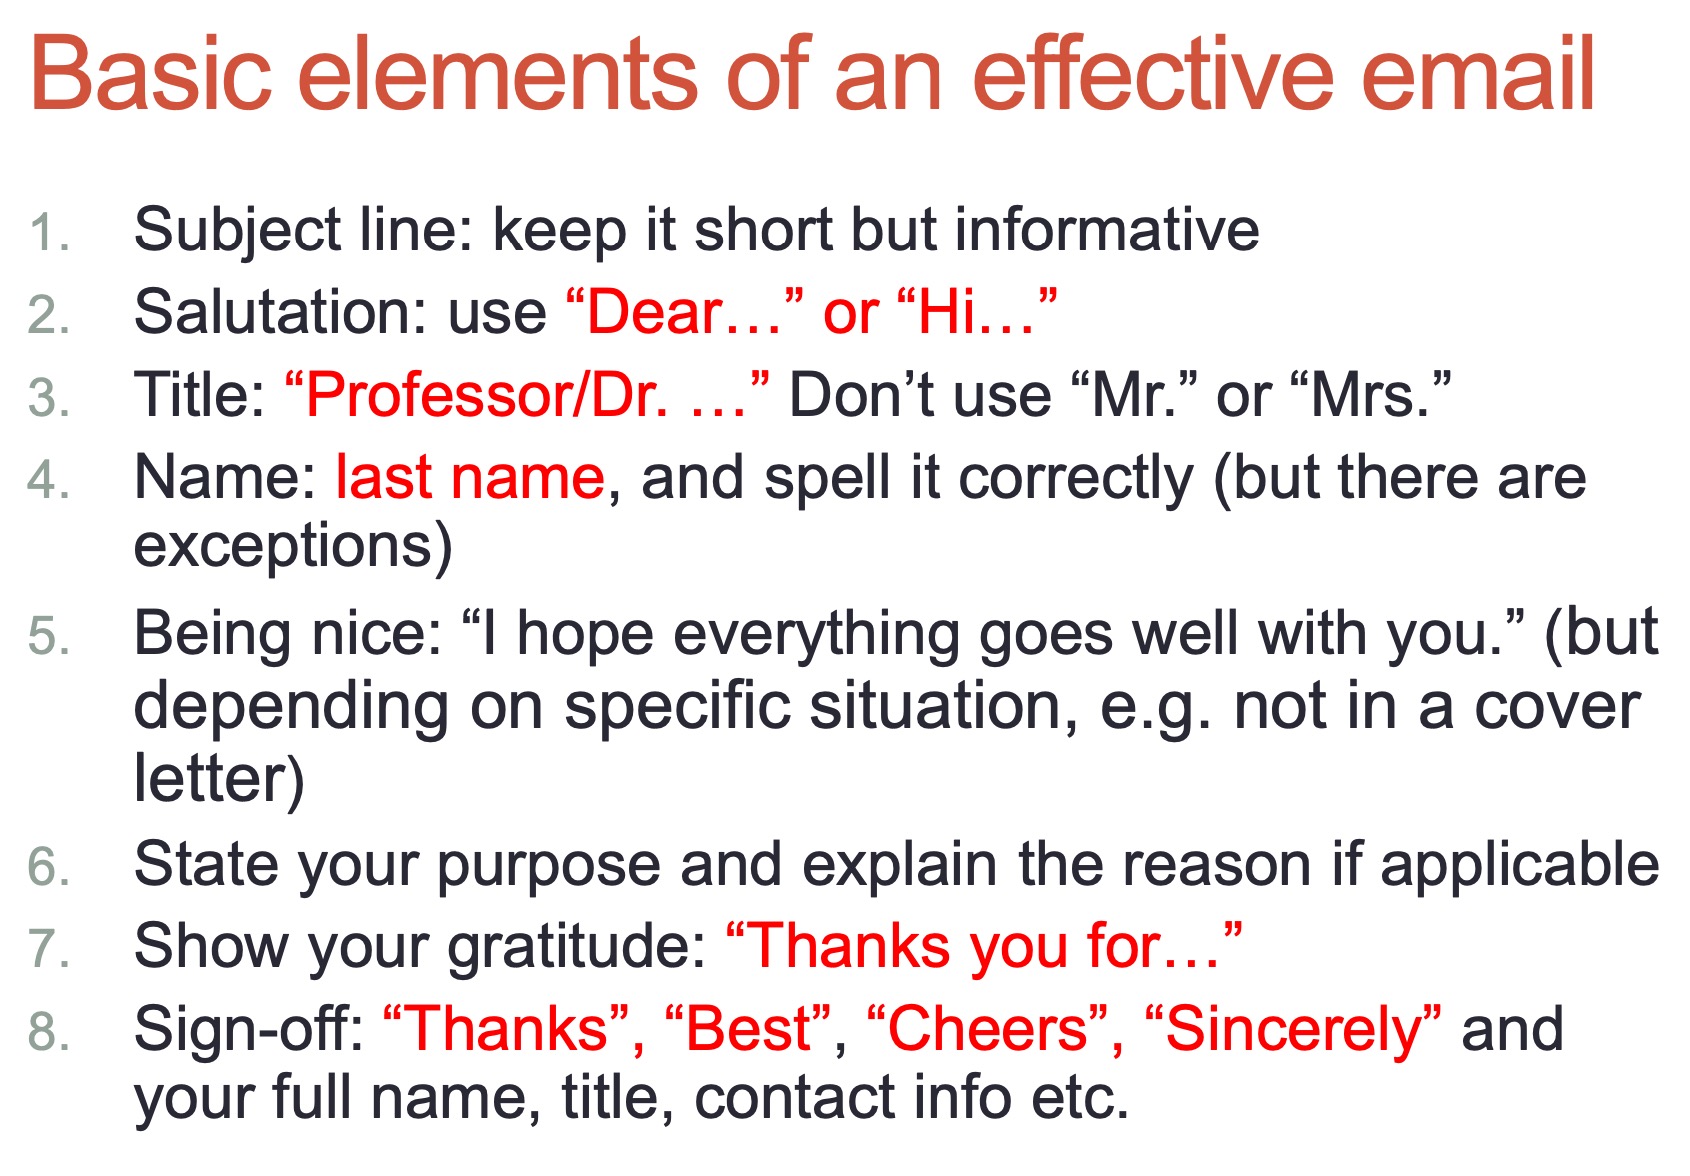 Basic elements of an effective email
1. Subject line: keep it short but informative
2. Salutation: use “Dear…” or “Hi…”
3. Title: “Professor/Dr. …” Don’t use “Mr.” or “Mrs.”
4. Name: last name, and spell it correctly (but there are
exceptions)
5. Being nice: “I hope everything goes well with you.” (but
depending on specific situation, e.g. not in a cover
letter)
6. State your purpose and explain the reason if applicable
7. Show your gratitude: “Thanks you for…”
8. Sign-off: “Thanks”, “Best”, “Cheers”, “Sincerely” and
your full name, title, contact info etc.